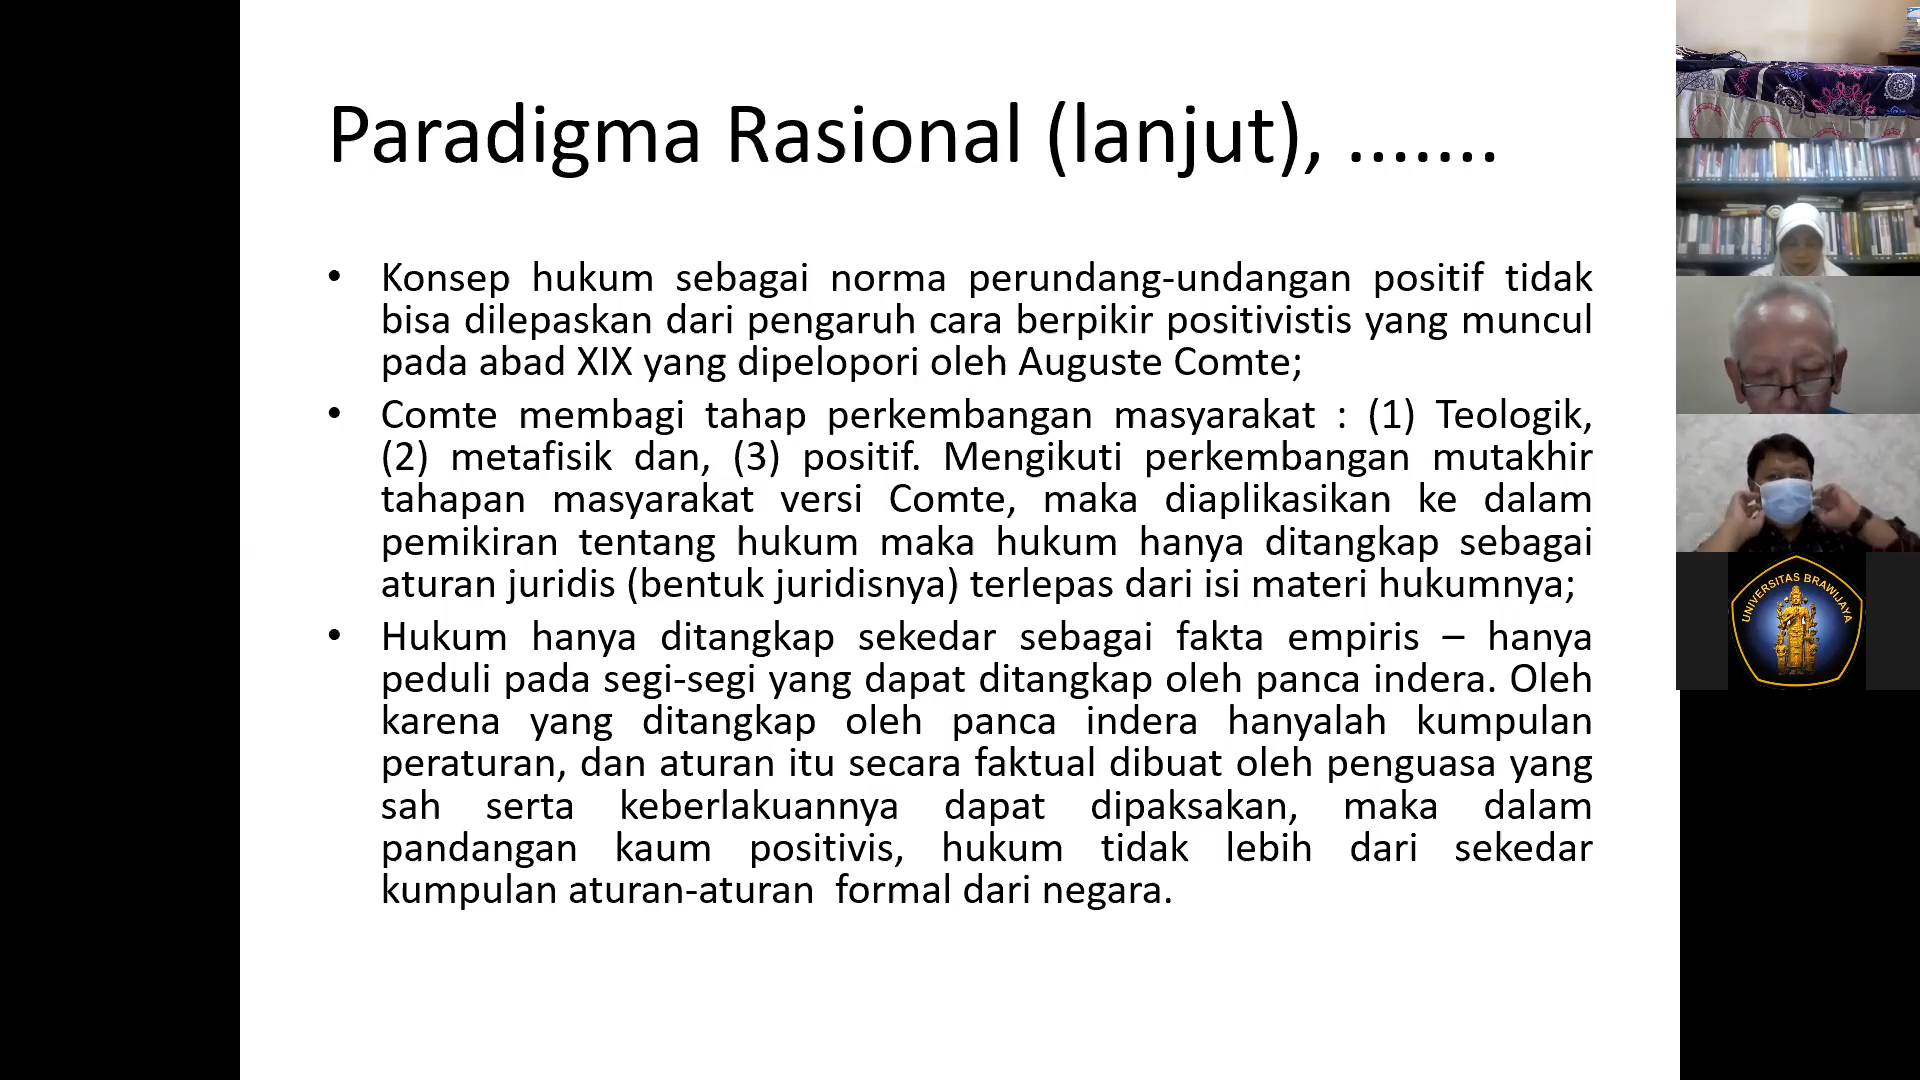 Paradigma Rasional (lanjut), .......
• Konsep hukum sebagai norma perundang-undangan positif tidak
bisa dilepaskan dari pengaruh cara berpikir positivistis yang muncul
pada abad XIX yang dipelopori oleh Auguste Comte;
• Comte membagi tahap perkembangan masyarakat : (1) Teologik,
(2) metafisik dan, (3) positif. Mengikuti perkembangan mutakhir
tahapan masyarakat versi Comte, maka diaplikasikan ke dalam
pemikiran tentang hukum maka hukum hanya ditangkap sebagai
aturan juridis (bentuk juridisnya) terlepas dari isi materi hukumnya;
• Hukum hanya ditangkap sekedar sebagai fakta empiris – hanya
peduli pada segi-segi yang dapat ditangkap oleh panca indera. Oleh
karena yang ditangkap oleh panca indera hanyalah kumpulan
peraturan, dan aturan itu secara faktual dibuat oleh penguasa yang
sah serta keberlakuannya dapat dipaksakan, maka dalam
pandangan kaum positivis, hukum tidak lebih dari sekedar
kumpulan aturan-aturan  formal dari negara.
UNIVERSITAS BRAWIJAYA